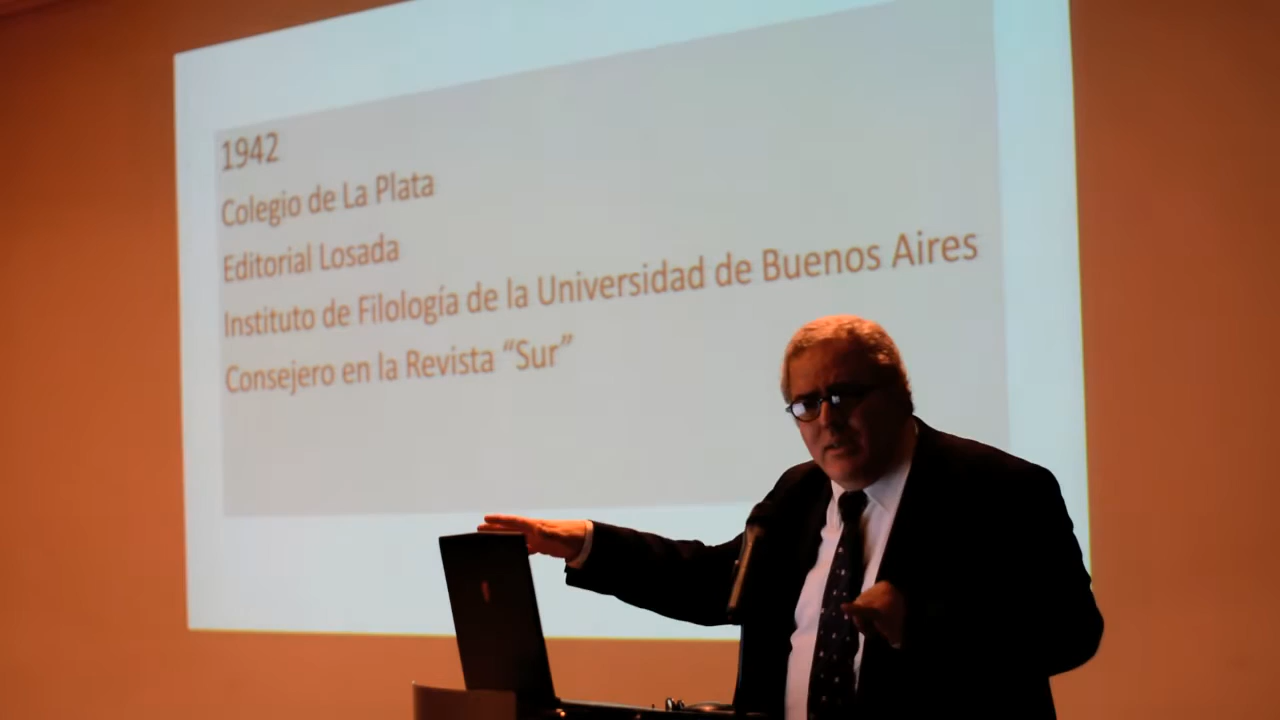 1942
Colegio de La Plata
Editorial Losada
Instituto de Filología de la Universidad de Buenos Aires
Consejero en la Revista “Sur”